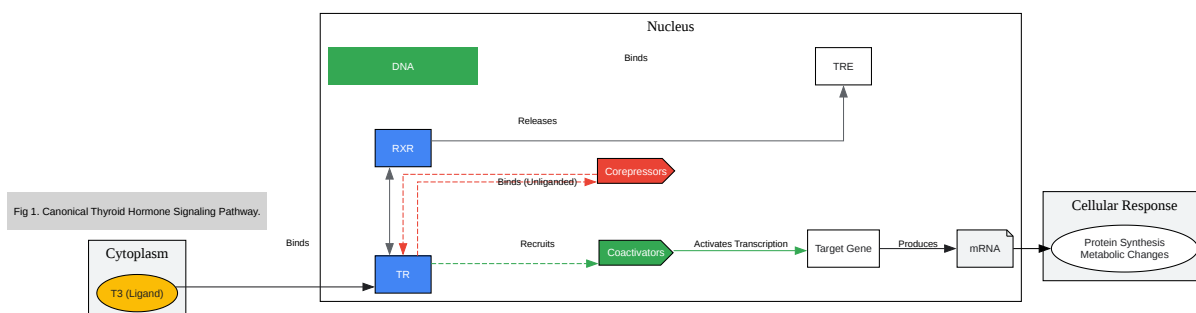 Nucleus
DNA
Binds
TRE
Releases
RXR
Corepressors
Binds (Unliganded)
Fig 1. Canonical Thyroid Hormone Signaling Pathway.
Cellular Response
Binds
Recruits
Coactivators
Activates Transcription
Target Gene
Produces
mRNA
Protein Synthesis
Metabolic Changes
Cytoplasm
TR
T3 (Ligand)